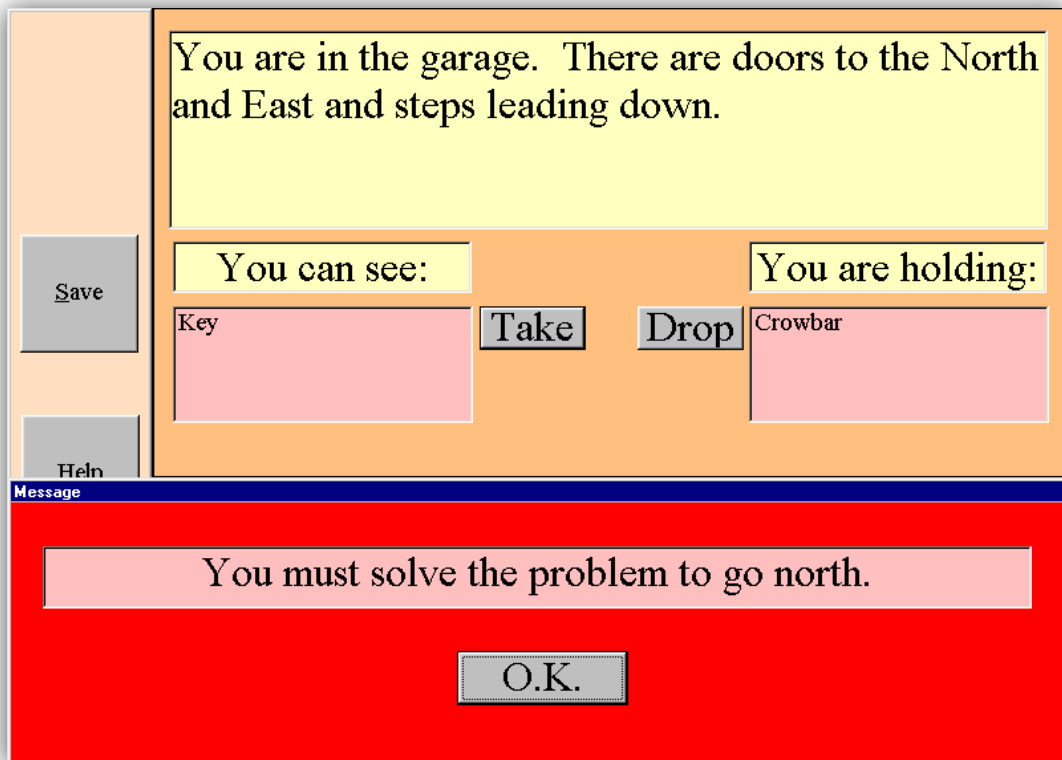 You are in the garage.  There are doors to the North
and East and steps leading down.
You can see:
You are holding:
Save
Key
Take
Drop
Crowbar
Help
Message
You must solve the problem to go north.
O.K.